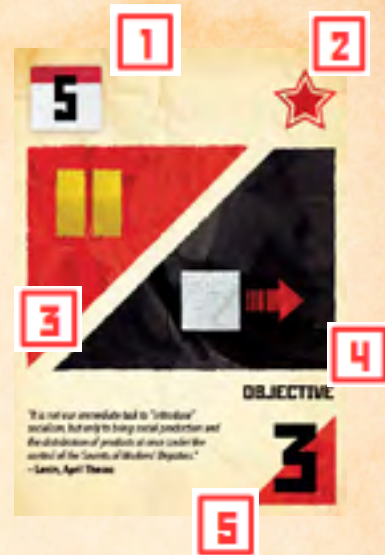 1
2
5
3
4
OBJECTIVE
"It is not our immediate task to "introduce"
socialism, but only to bring social production and
the distribution of products at once under the
control of the Soviets of Workers' Deputies."
– Lenin, April Theses
3
5